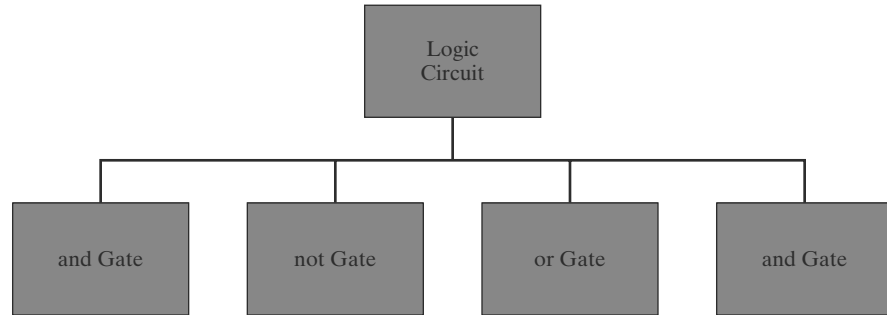 Logic
Circuit
and Gate
not Gate
or Gate
and Gate